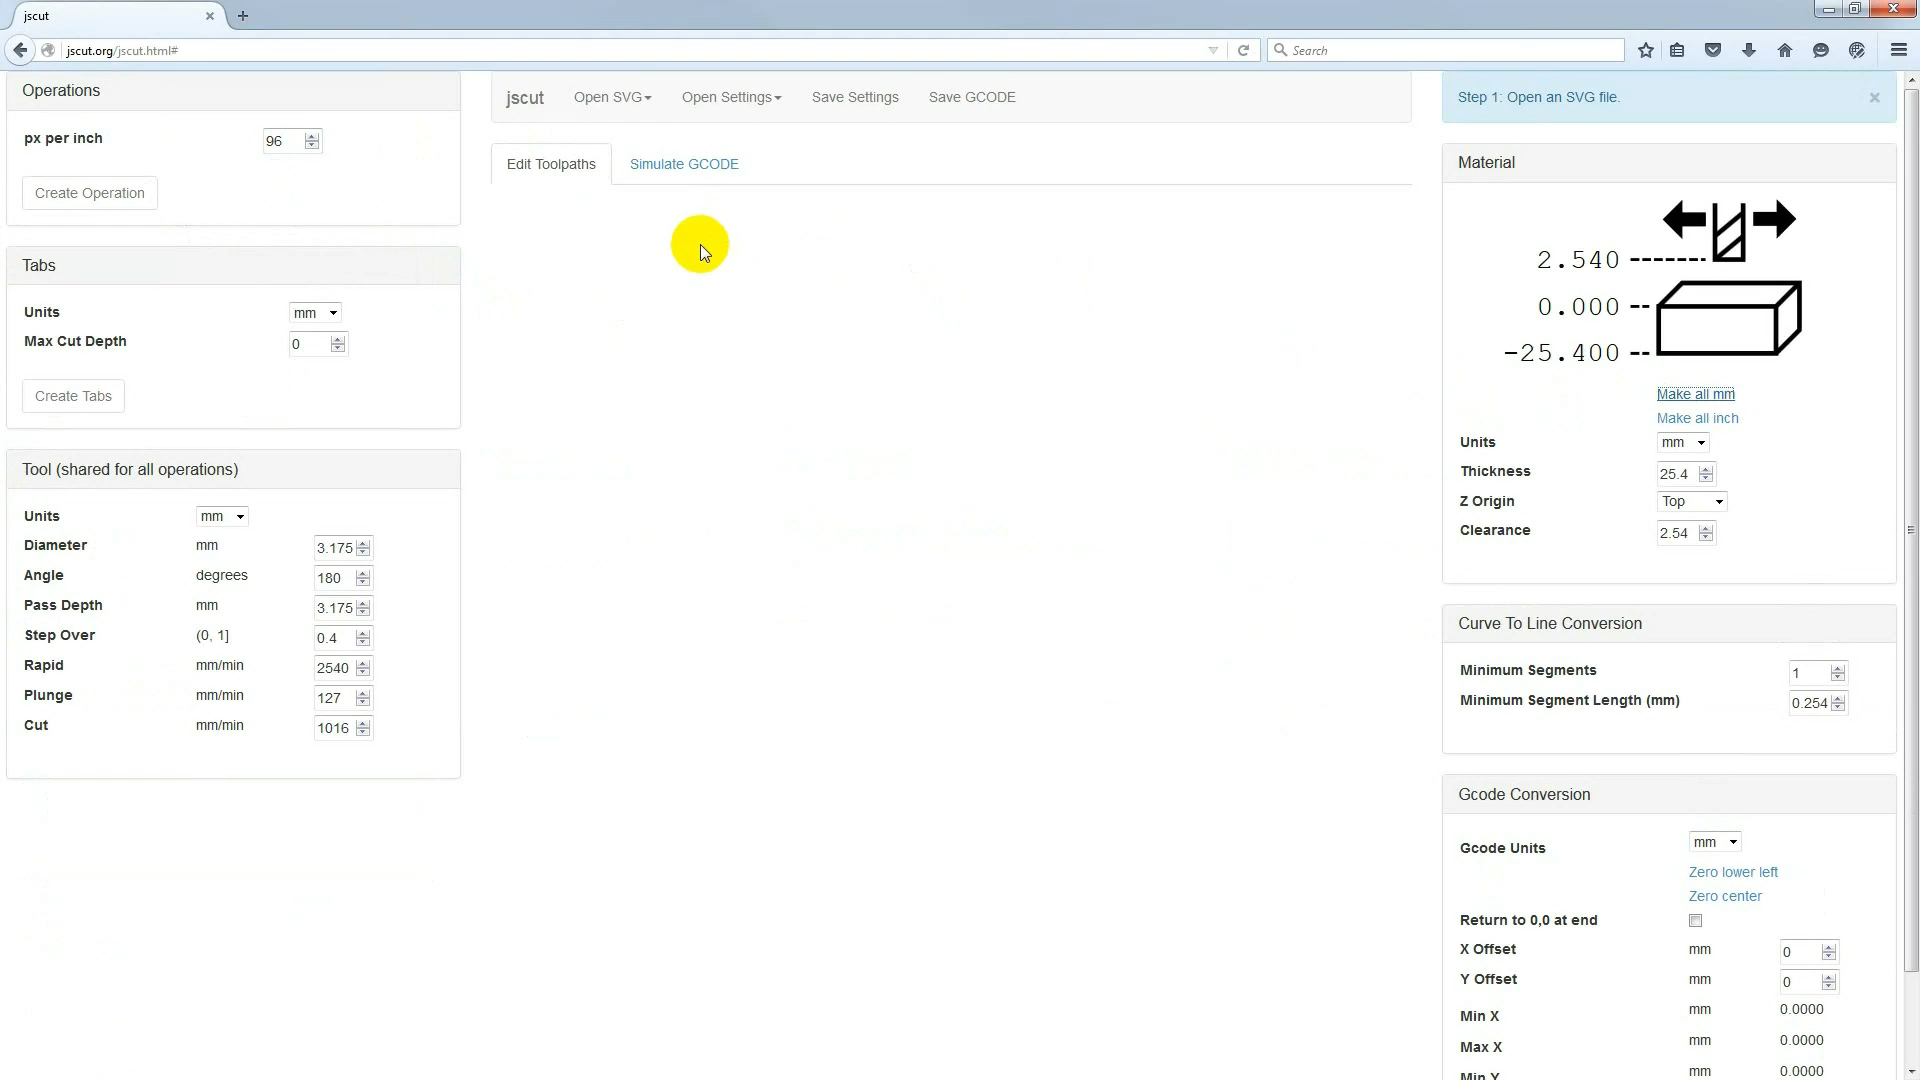 jscut
jscut.org/jscut.html#
Search
Operations
px per inch
96
Create Operation
Tabs
Units
mm
Max Cut Depth
0
Create Tabs
Tool (shared for all operations)
Units
mm
Diameter mm 3.175
Angle degrees 180
Pass Depth mm 3.175
Step Over (0, 1] 0.4
Rapid mm/min 2540
Plunge mm/min 127
Cut mm/min 1016
jscut Open SVG Open Settings Save Settings Save GCODE
Edit Toolpaths Simulate GCODE
Step 1: Open an SVG file.
Material
2.540
0.000
-25.400
Make all mm
Make all inch
Units mm
Thickness 25.4
Z Origin Top
Clearance 2.54
Curve To Line Conversion
Minimum Segments 1
Minimum Segment Length (mm) 0.254
Gcode Conversion
Gcode Units mm
Zero lower left
Zero center
Return to 0,0 at end
X Offset mm 0
Y Offset mm 0
Min X mm 0.0000
Max X mm 0.0000
Min Y mm 0.0000